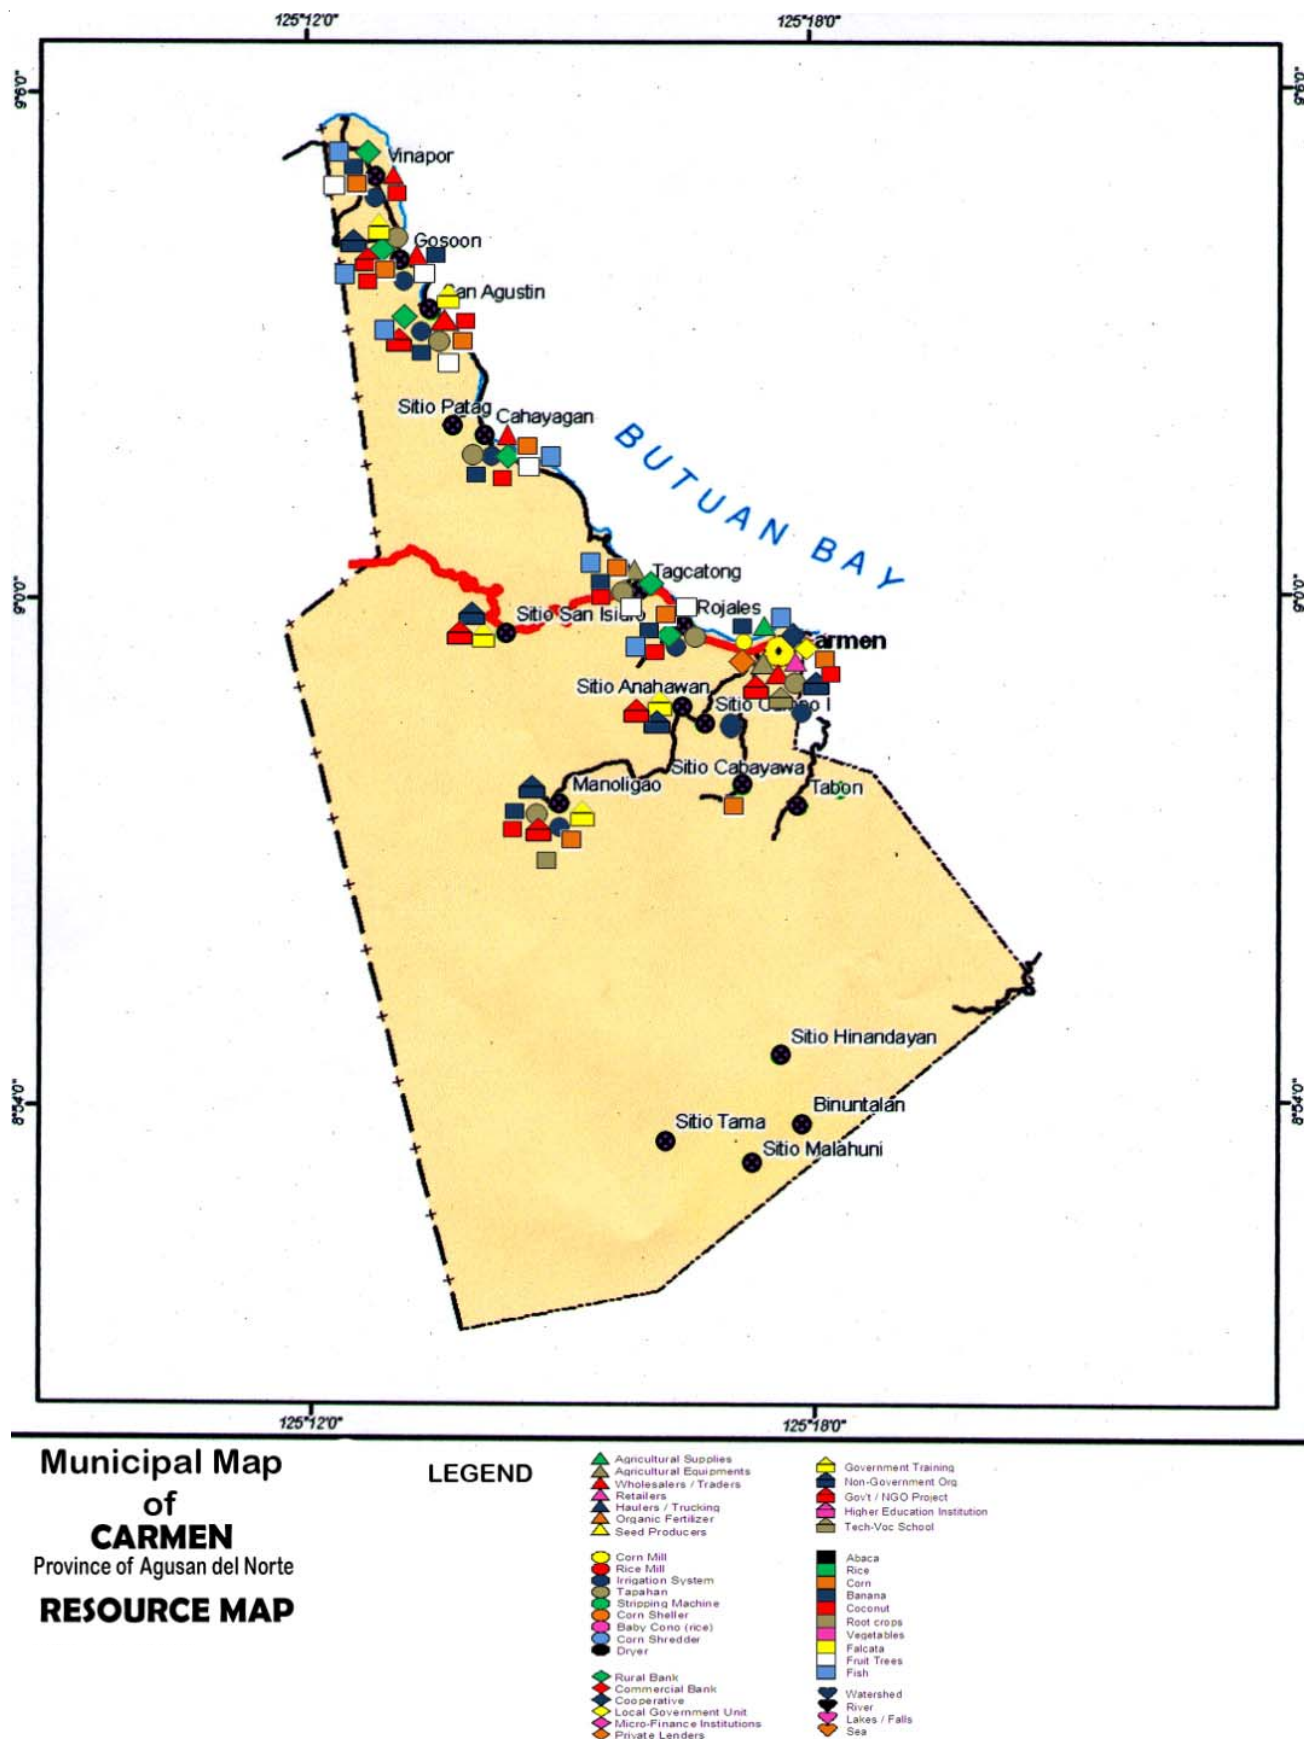 125°12'0"
125°18'0"
9°6'0"
9°6'0"
Vinapor
Gosoon
San Agustin
Sitio Patag
Cahayagan
BUTUAN BAY
Tagcatong
9°0'0"
9°0'0"
Rojales
Sitio San Isidro
Carmen
Sitio Anahawan
Sitio
Sitio Cabayawa
Manoligao
Tabon
Sitio Hinandayan
Binuntalan
8°54'0"
8°54'0"
Sitio Tama
Sitio Malahuni
125°12'0"
125°18'0"
Municipal Map
of
CARMEN
Province of Agusan del Norte
RESOURCE MAP
LEGEND
Agricultural Supplies
Agricultural Equipments
Wholesalers / Traders
Retailers
Haulers / Trucking
Organic Fertilizer
Seed Producers
Corn Mill
Rice Mill
Irrigation System
Tapahan
Stripping Machine
Corn Sheller
Baby Cono (rice)
Corn Shredder
Dryer
Rural Bank
Commercial Bank
Cooperative
Local Government Unit
Micro-Finance Institutions
Private Lenders
Government Training
Non-Government Org.
Gov't / NGO Project
Higher Education Institution
Tech-Voc School
Abaca
Rice
Corn
Banana
Coconut
Root crops
Vegetables
Falcata
Fruit Trees
Fish
Watershed
River
Lakes / Falls
Sea